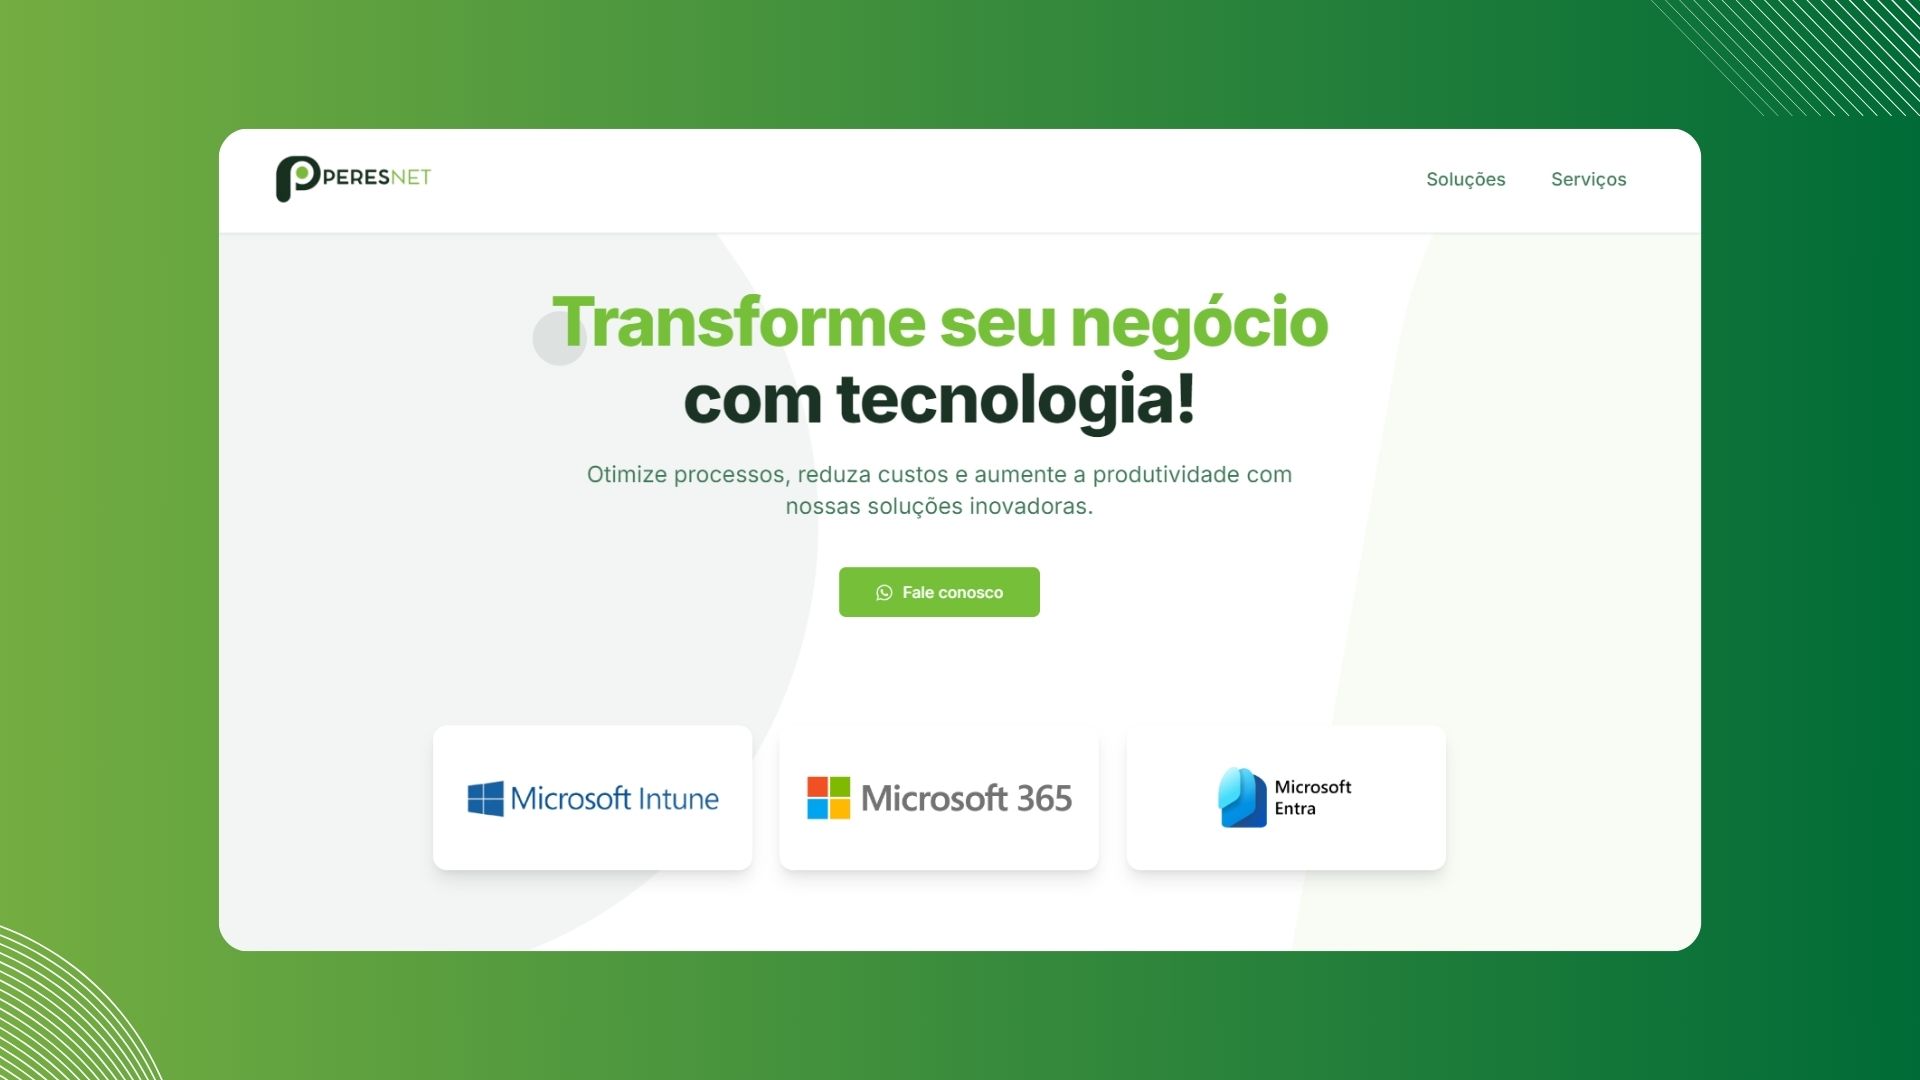 PERESNET
Soluções
Serviços
Transforme seu negócio
com tecnologia!
Otimize processos, reduza custos e aumente a produtividade com
nossas soluções inovadoras.
Fale conosco
Microsoft Intune
Microsoft 365
Microsoft
Entra